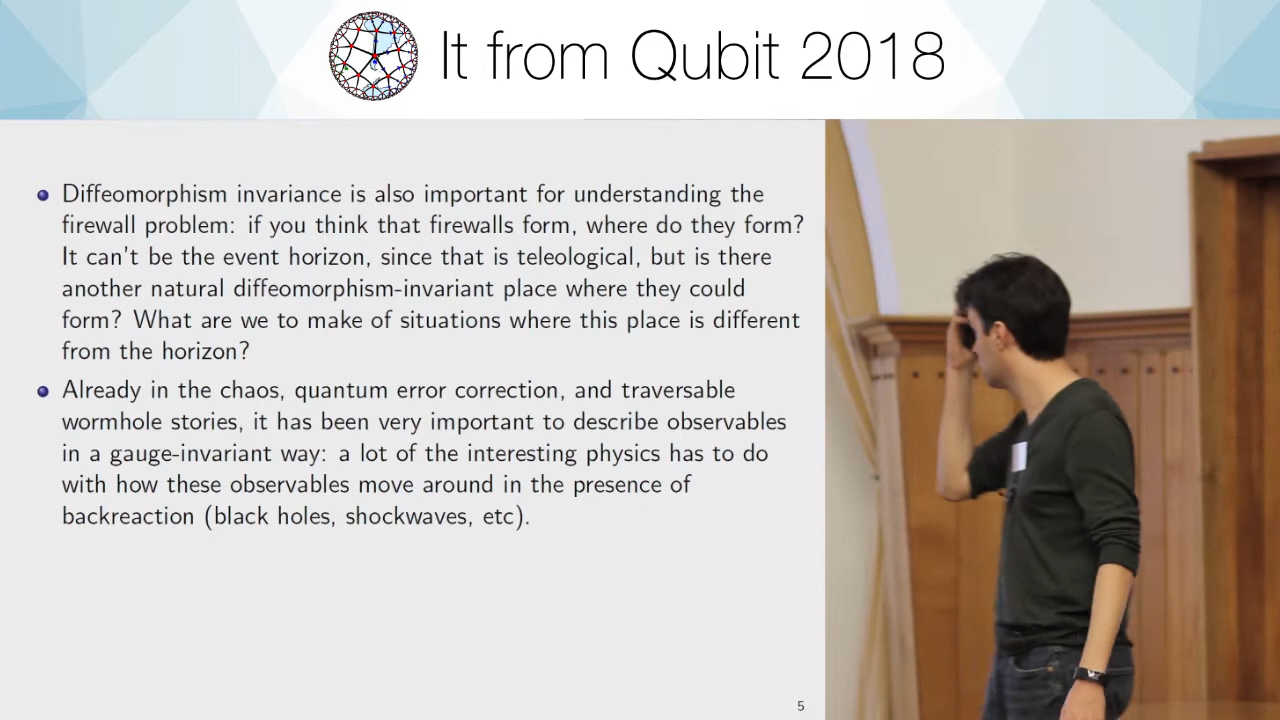 It from Qubit 2018
Diffeomorphism invariance is also important for understanding the
firewall problem: if you think that firewalls form, where do they form?
It can't be the event horizon, since that is teleological, but is there
another natural diffeomorphism-invariant place where they could
form? What are we to make of situations where this place is different
from the horizon?
Already in the chaos, quantum error correction, and traversable
wormhole stories, it has been very important to describe observables
in a gauge-invariant way: a lot of the interesting physics has to do
with how these observables move around in the presence of
backreaction (black holes, shockwaves, etc).
5